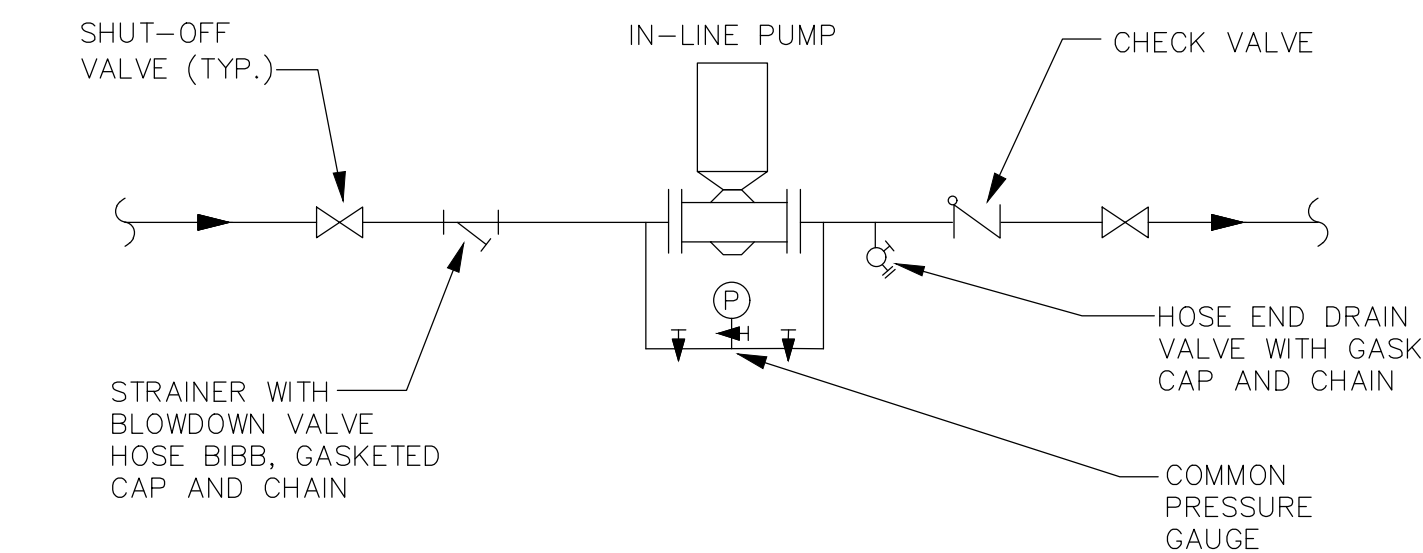 SHUT-OFF
VALVE (TYP.)
IN-LINE PUMP
CHECK VALVE
P
STRAINER WITH
BLOWDOWN VALVE
HOSE BIBB, GASKETED
CAP AND CHAIN
HOSE END DRAIN
VALVE WITH GASK
CAP AND CHAIN
COMMON
PRESSURE
GAUGE